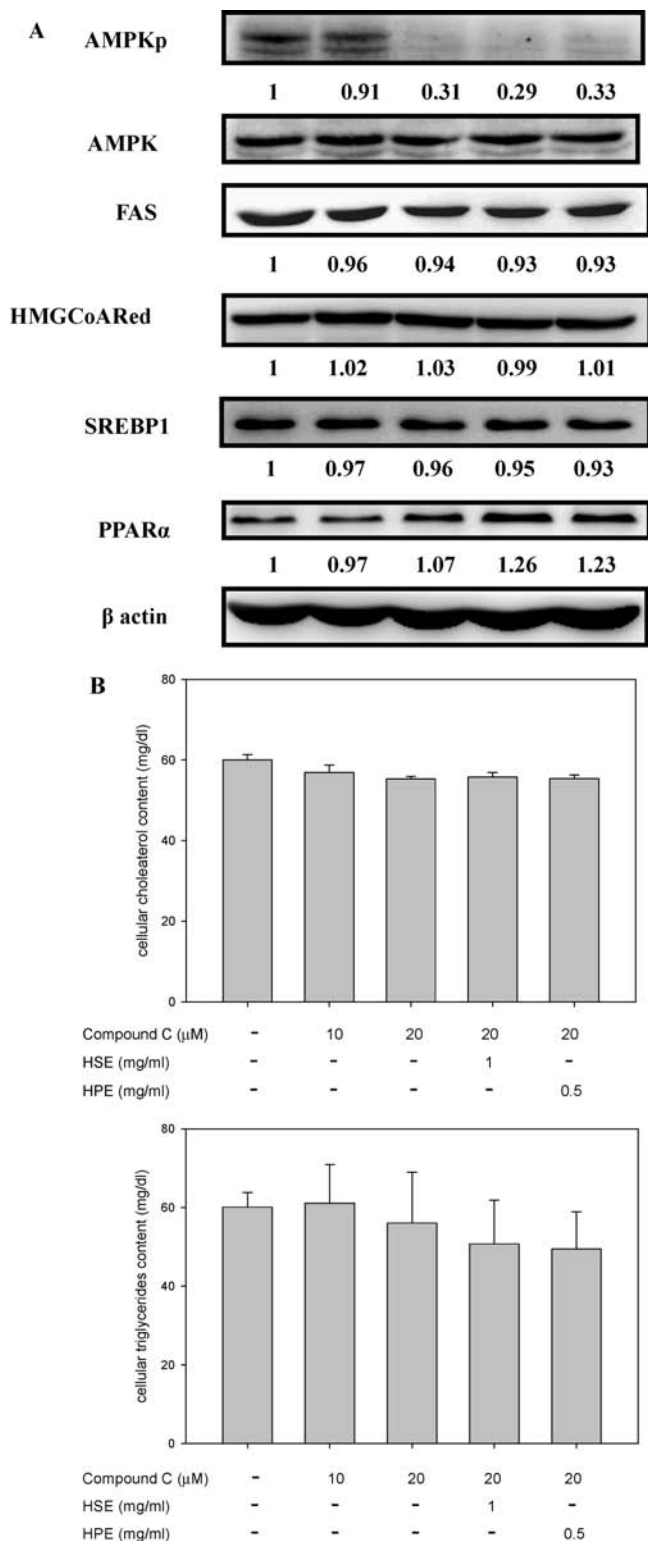 A
AMPKp
1 0.91 0.31 0.29 0.33
AMPK
FAS
1 0.96 0.94 0.93 0.93
HMGCoARed
1 1.02 1.03 0.99 1.01
SREBP1
1 0.97 0.96 0.95 0.93
PPARα
1 0.97 1.07 1.26 1.23
β actin
B
cellular choleaterol content (mg/dl)
80
60
40
20
0
Compound C (μM) - 10 20 20 20
HSE (mg/ml) - - - 1 -
HPE (mg/ml) - - - - 0.5
cellular triglycerides content (mg/dl)
80
60
40
20
0
Compound C (μM) - 10 20 20 20
HSE (mg/ml) - - - 1 -
HPE (mg/ml) - - - - 0.5